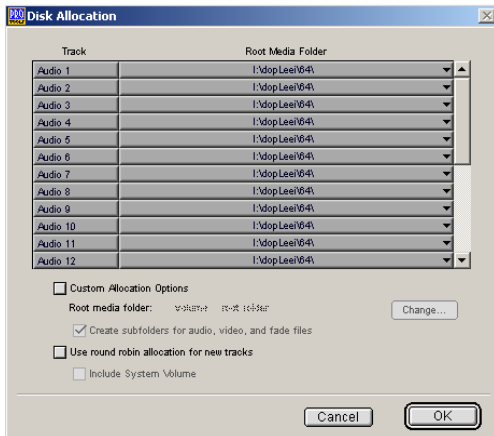 PRO Disk Allocation
Track Root Media Folder
Audio 1 I:\dopLeei\64\
Audio 2 I:\dopLeei\64\
Audio 3 I:\dopLeei\64\
Audio 4 I:\dopLeei\64\
Audio 5 I:\dopLeei\64\
Audio 6 I:\dopLeei\64\
Audio 7 I:\dopLeei\64\
Audio 8 I:\dopLeei\64\
Audio 9 I:\dopLeei\64\
Audio 10 I:\dopLeei\64\
Audio 11 I:\dopLeei\64\
Audio 12 I:\dopLeei\64\
Custom Allocation Options
Root media folder: volume root folder Change...
Create subfolders for audio, video, and fade files
Use round robin allocation for new tracks
Include System Volume
Cancel OK